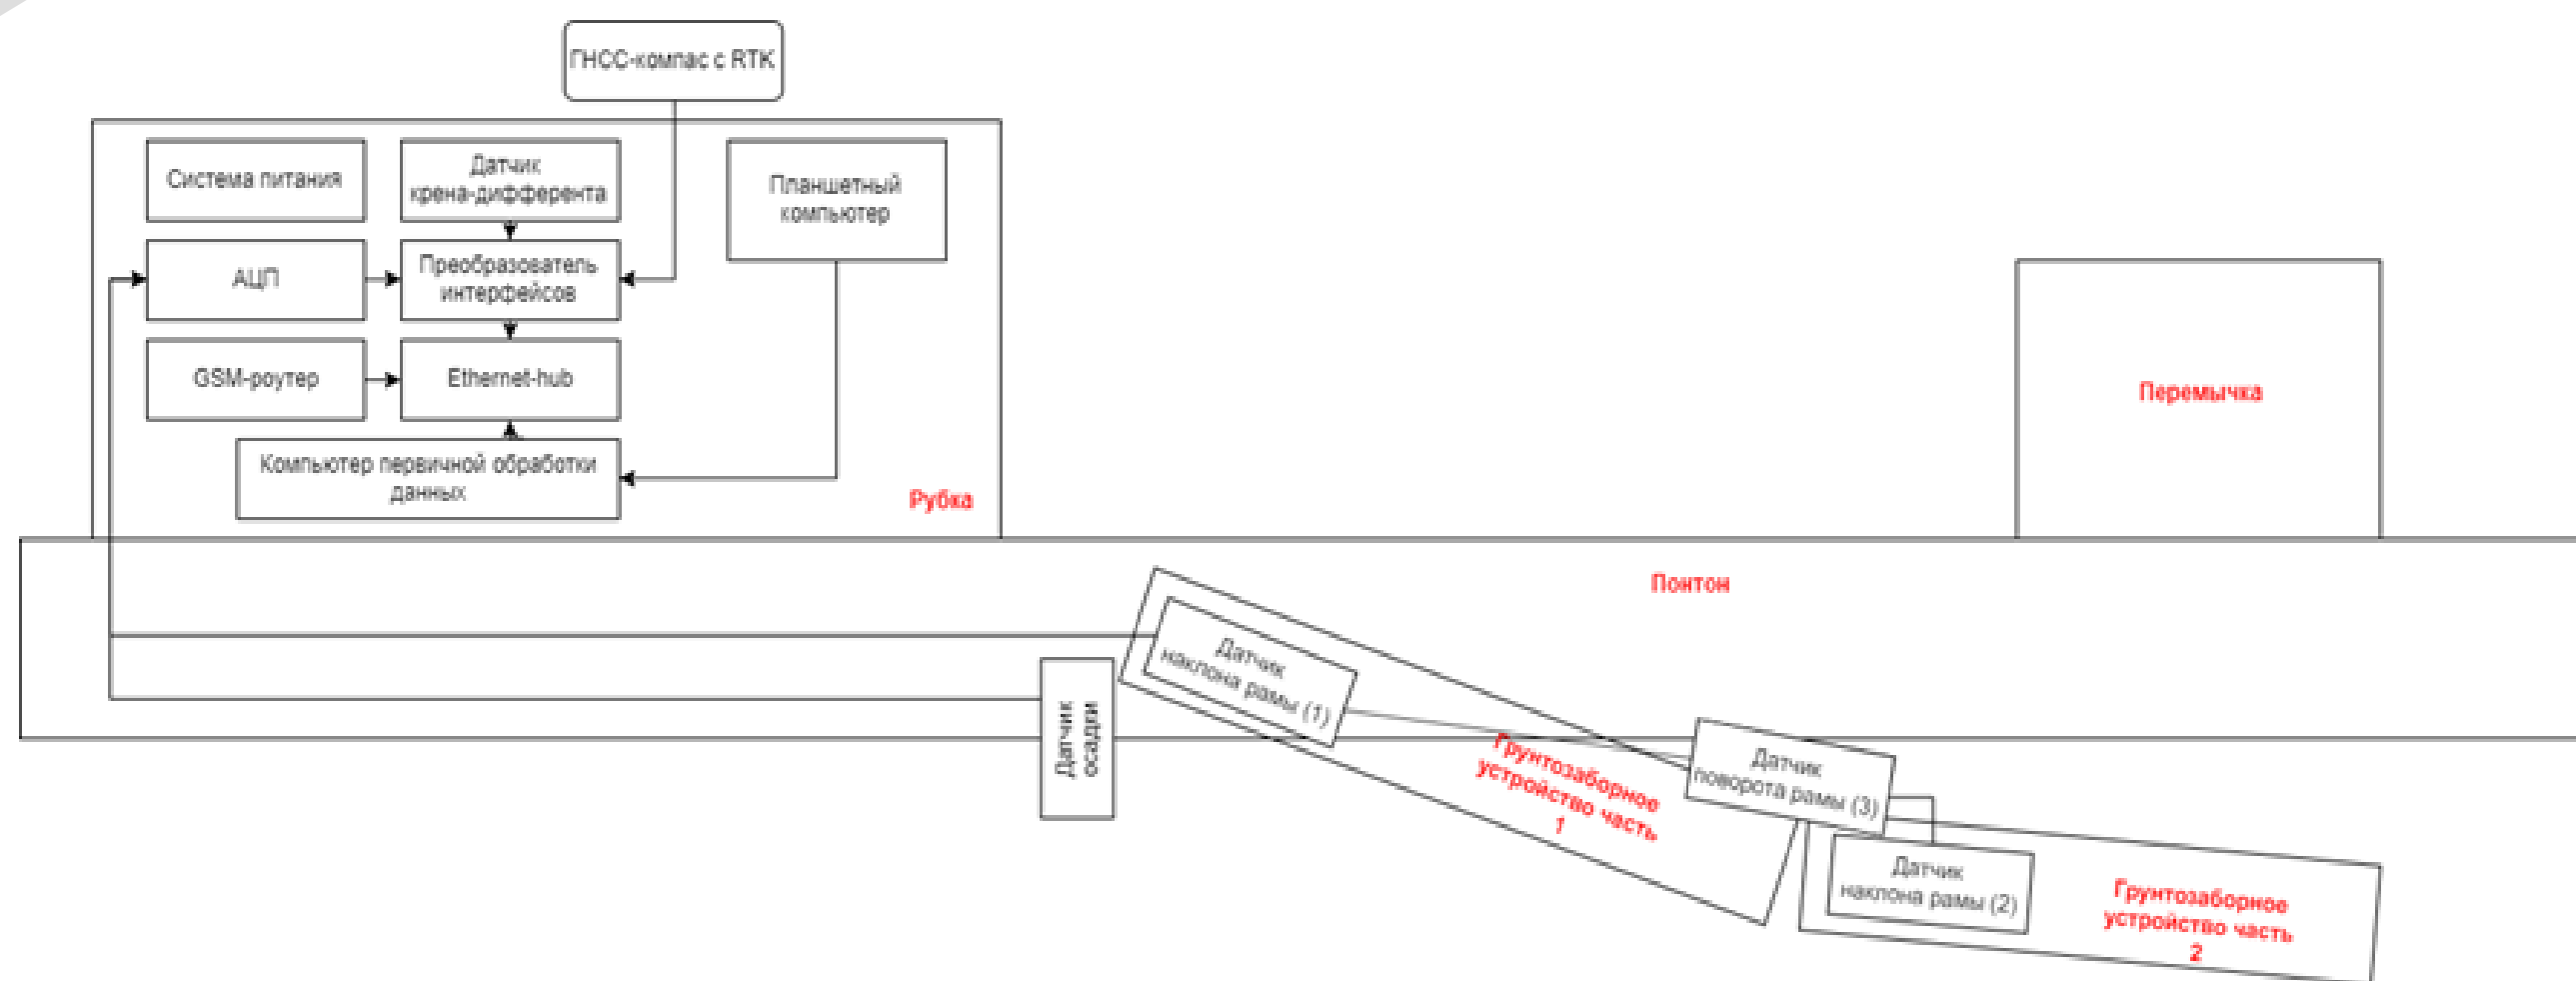 ГНСС-компас с RTK
Система питания
Датчик
крена-дифферента
Планшетный
компьютер
АЦП
Преобразователь
интерфейсов
GSM-роутер
Ethernet-hub
Компьютер первичной обработки
данных
Рубка
Перемычка
Понтон
Датчик
наклона рамы (1)
Датчик
осадки
Грунтозаборное
устройство часть
1
Датчик
поворота рамы (3)
Датчик
наклона рамы (2)
Грунтозаборное
устройство часть
2